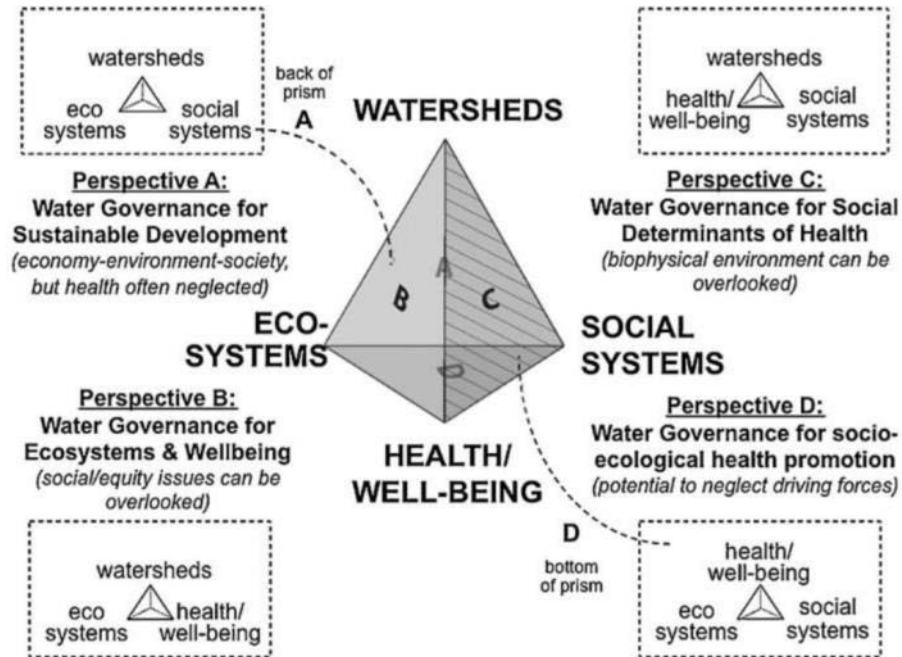 watersheds
eco systems
social systems
back of prism
A
WATERSHEDS
watersheds
health/ well-being
social systems
Perspective A:
Water Governance for
Sustainable Development
(economy-environment-society,
but health often neglected)
Perspective C:
Water Governance for Social
Determinants of Health
(biophysical environment can be
overlooked)
A
B
C
D
ECO-
SYSTEMS
SOCIAL
SYSTEMS
HEALTH/
WELL-BEING
Perspective B:
Water Governance for
Ecosystems & Wellbeing
(social/equity issues can be
overlooked)
Perspective D:
Water Governance for socio-
ecological health promotion
(potential to neglect driving forces)
watersheds
eco systems
health/ well-being
D
bottom
of prism
health/
well-being
eco systems
social systems